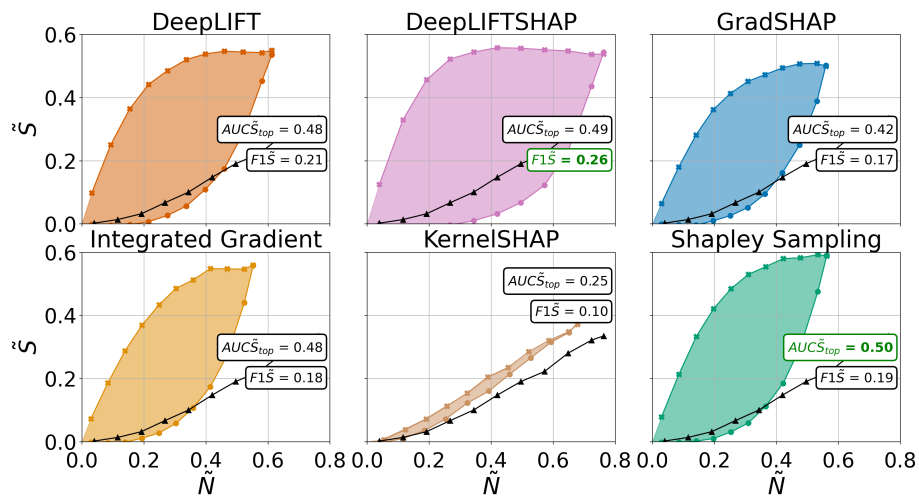 DeepLIFT DeepLIFTSHAP GradSHAP
0.6
0.4
S̃
0.2
0.0
AUCS̃top = 0.48
F1S̃ = 0.21
AUCS̃top = 0.49
F1S̃ = 0.26
AUCS̃top = 0.42
F1S̃ = 0.17
Integrated Gradient KernelSHAP Shapley Sampling
0.6
0.4
S̃
0.2
0.0
AUCS̃top = 0.48
F1S̃ = 0.18
AUCS̃top = 0.25
F1S̃ = 0.10
AUCS̃top = 0.50
F1S̃ = 0.19
0.0 0.2 0.4 0.6 0.8 0.0 0.2 0.4 0.6 0.8 0.0 0.2 0.4 0.6 0.8
Ñ Ñ Ñ